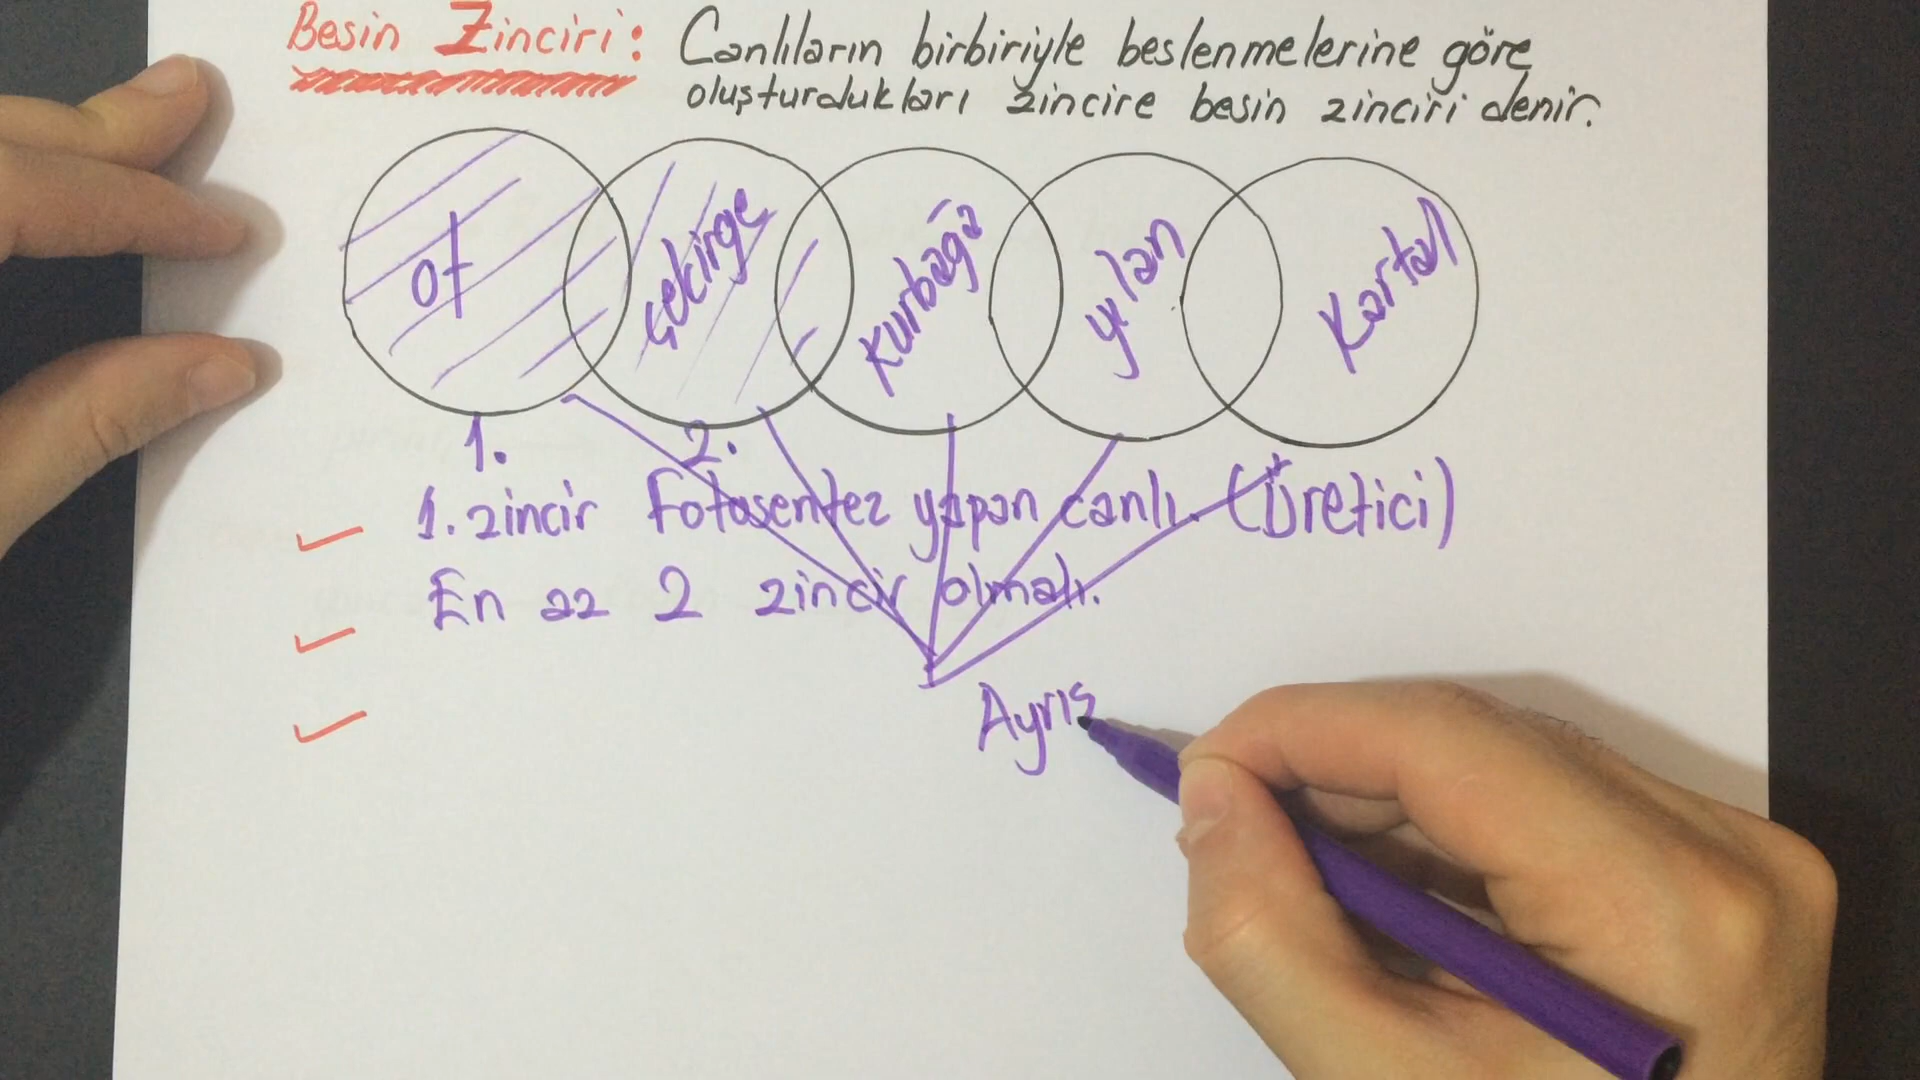 Besin Zinciri: Canlıların birbiriyle beslenmelerine göre
oluşturdukları zincire besin zinciri denir.
ot
çekirge
kurbağa
yılan
Kartal
1.
2.
1. zincir fotosentez yapan canlı. (Üretici)
En az 2 zincir olmalı.
Ayrış